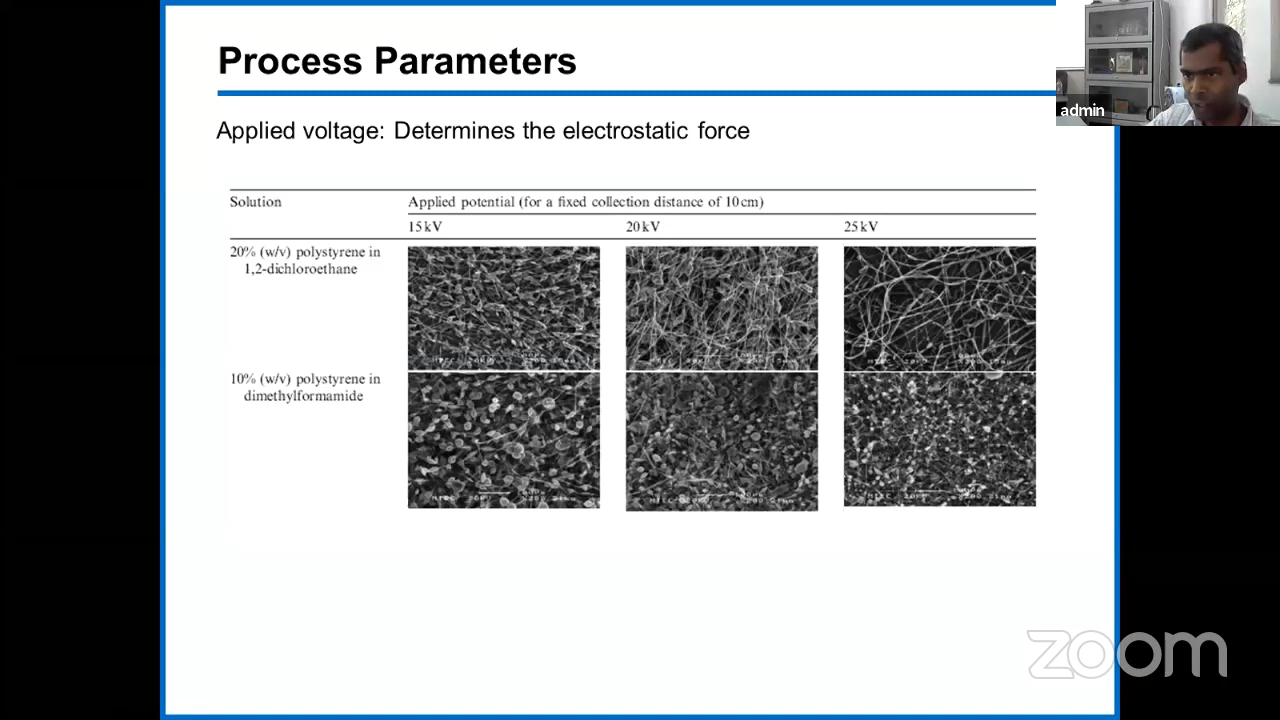 Process Parameters
admin
Applied voltage: Determines the electrostatic force
Solution
Applied potential (for a fixed collection distance of 10 cm)
15 kV
20 kV
25 kV
20% (w/v) polystyrene in
1,2-dichloroethane
10% (w/v) polystyrene in
dimethylformamide
zoom